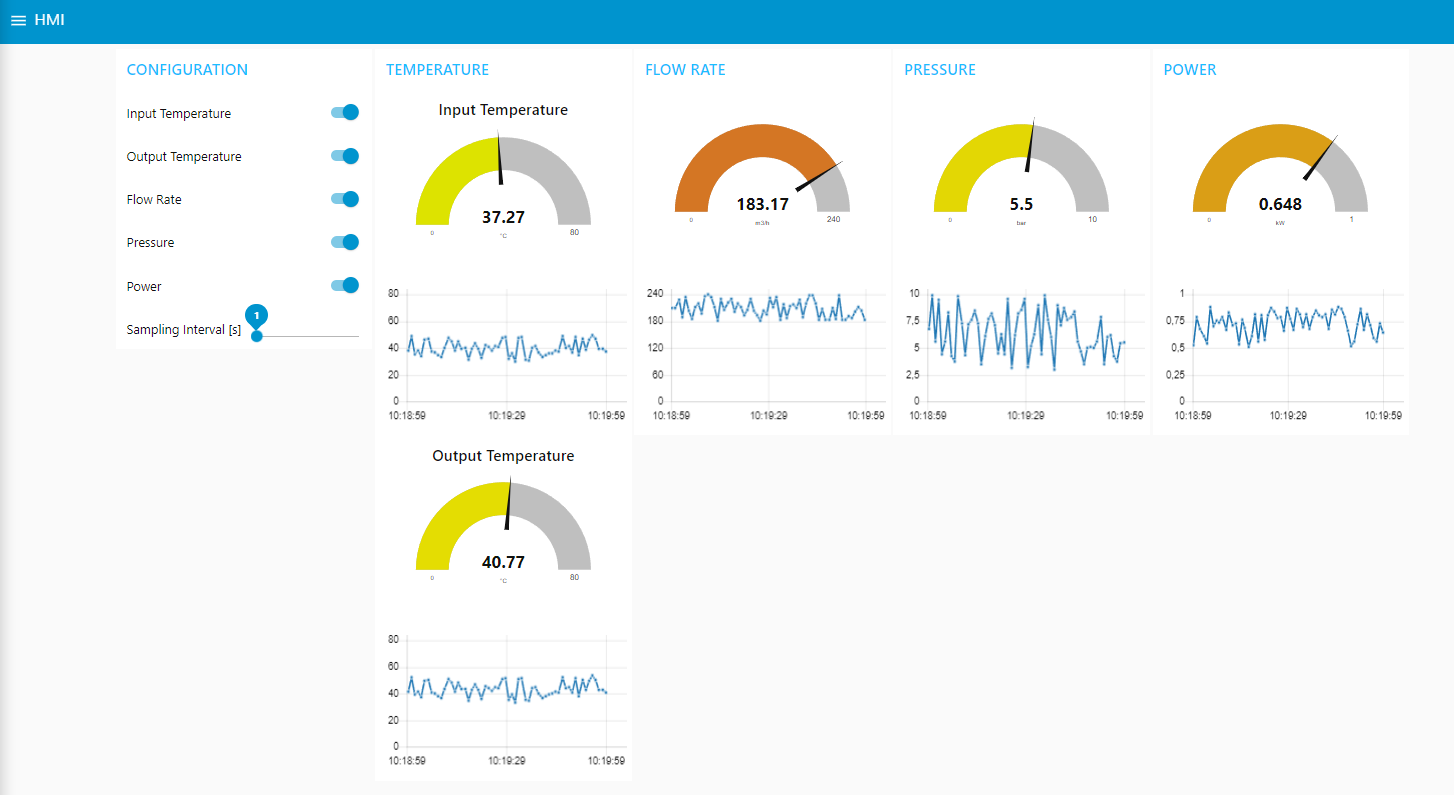 HMI
CONFIGURATION
Input Temperature
Output Temperature
Flow Rate
Pressure
Power
Sampling Interval [s]
1
TEMPERATURE
Input Temperature
37.27
0
°C
80
80
60
40
20
0
10:18:59
10:19:29
10:19:59
Output Temperature
40.77
0
°C
80
80
60
40
20
0
10:18:59
10:19:29
10:19:59
FLOW RATE
183.17
0
m3/h
240
240
180
120
60
0
10:18:59
10:19:29
10:19:59
PRESSURE
5.5
0
bar
10
10
7,5
5
2,5
0
10:18:59
10:19:29
10:19:59
POWER
0.648
0
kW
1
1
0,75
0,5
0,25
0
10:18:59
10:19:29
10:19:59